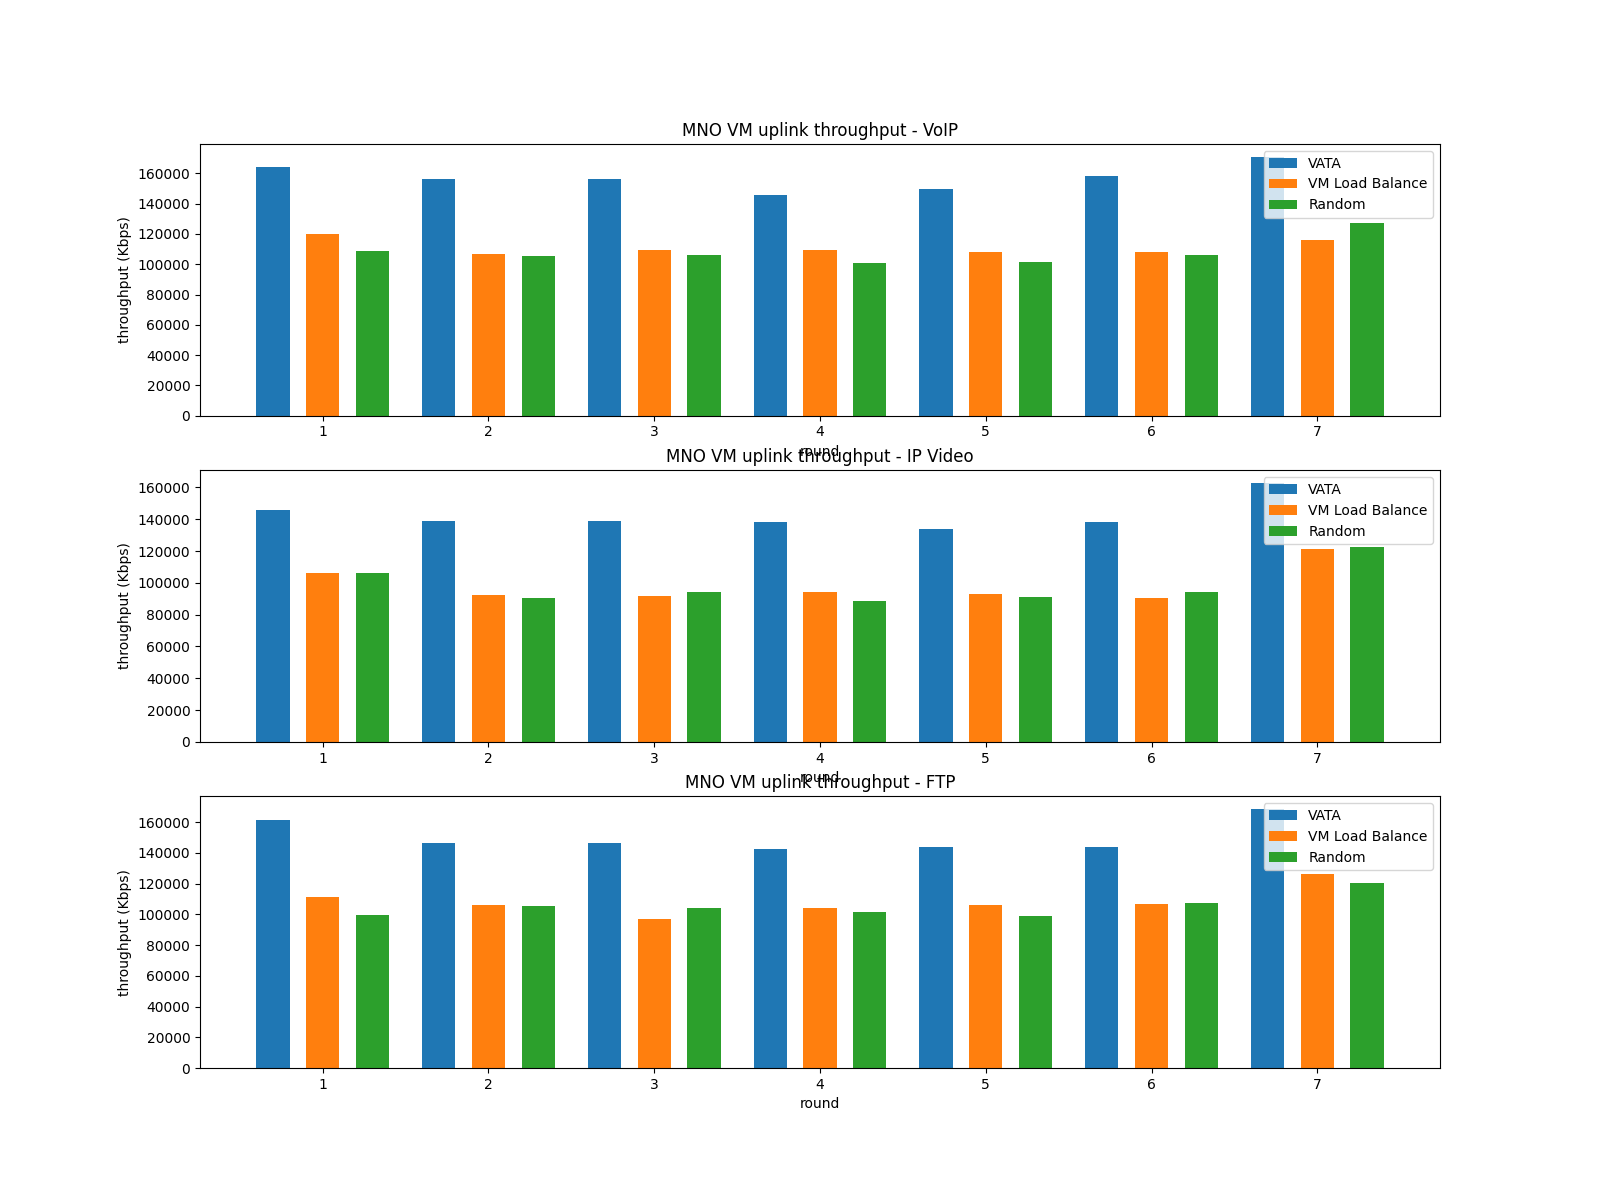 MNO VM uplink throughput - VoIP
throughput (Kbps)
160000
140000
120000
100000
80000
60000
40000
20000
0
VATA
VM Load Balance
Random
1 2 3 4 5 6 7
round
MNO VM uplink throughput - IP Video
throughput (Kbps)
160000
140000
120000
100000
80000
60000
40000
20000
0
VATA
VM Load Balance
Random
1 2 3 4 5 6 7
round
MNO VM uplink throughput - FTP
throughput (Kbps)
160000
140000
120000
100000
80000
60000
40000
20000
0
VATA
VM Load Balance
Random
1 2 3 4 5 6 7
round